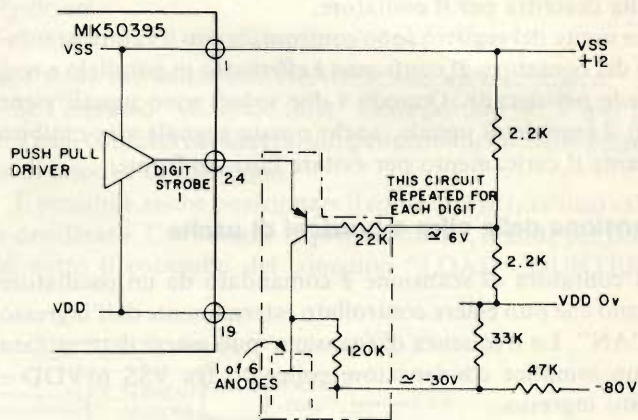 MK50395
VSS
1
VSS
+12
2.2K
PUSH PULL
DRIVER
DIGIT
STROBE
1
24
THIS CIRCUIT
REPEATED FOR
EACH DIGIT
22K
≃ 6V
2.2K
VDD
19
VDD 0v
33K
120K
1 of 6
ANODES
≃ -30V
47K
-80V